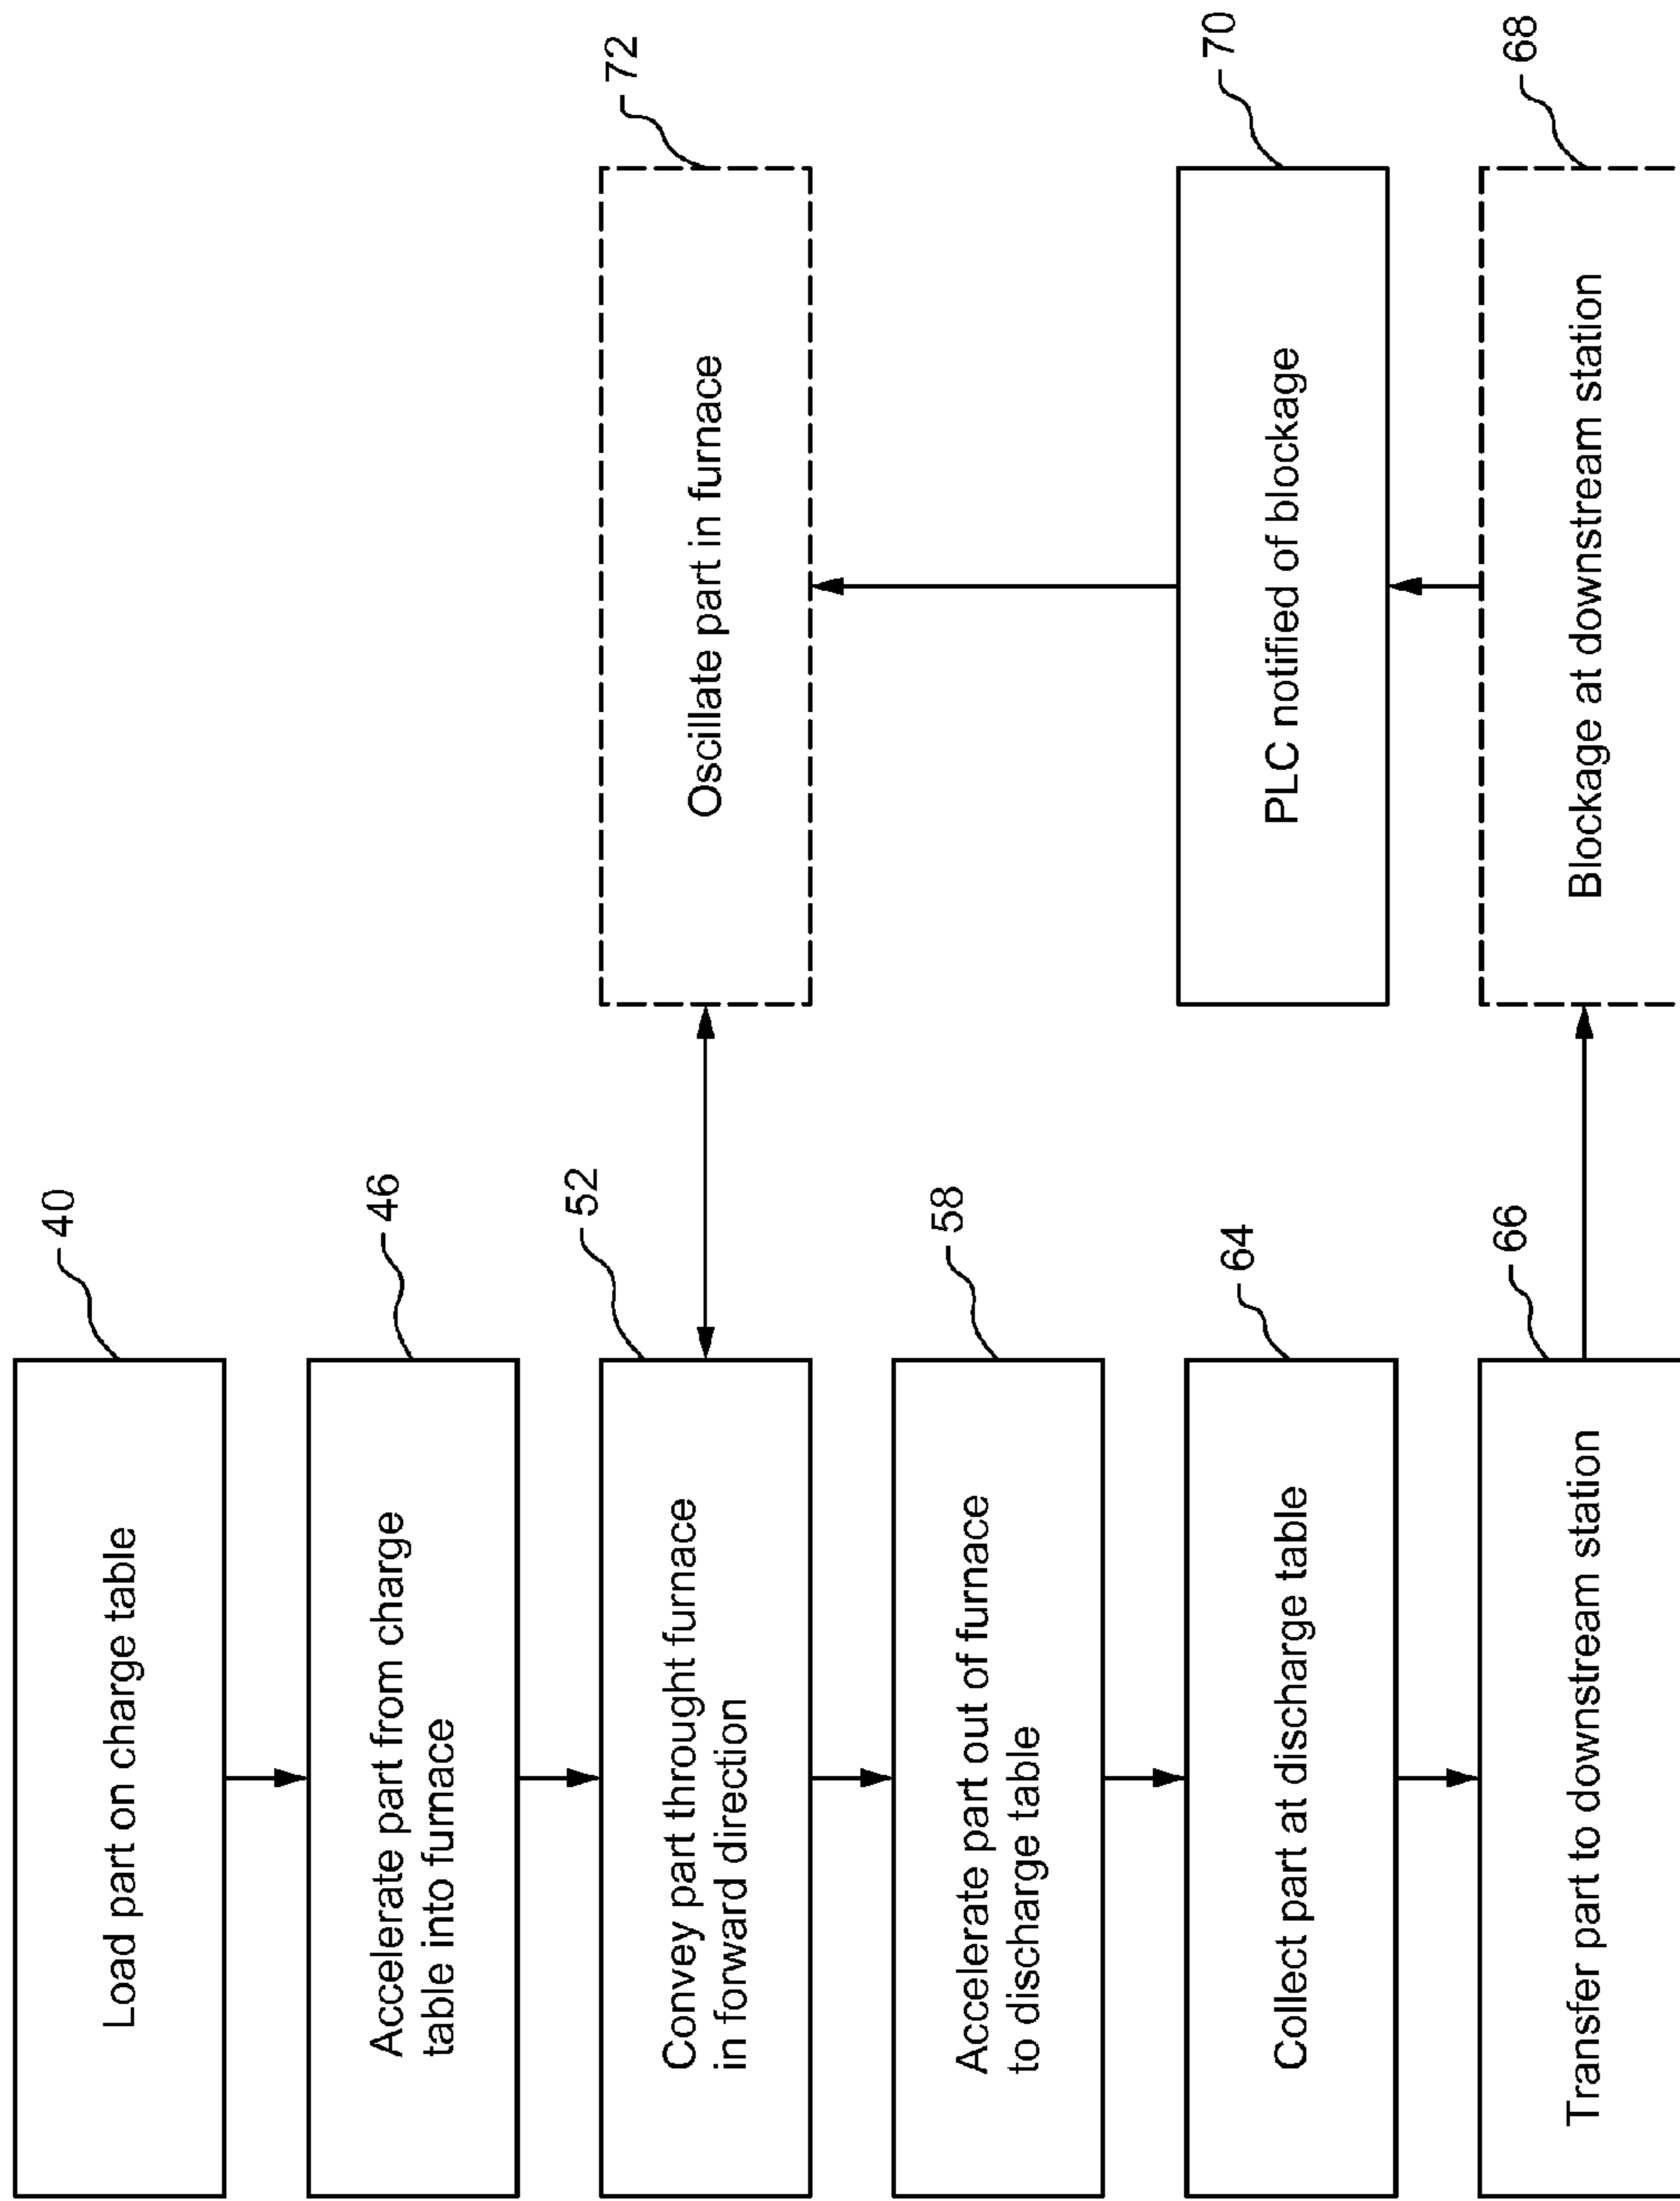 Load part on charge table
40
Accelerate part from charge
table into furnace
46
Convey part throught furnace
in forward direction
52
Accelerate part out of furnace
to discharge table
58
Collect part at discharge table
64
Transfer part to downstream station
66
Oscillate part in furnace
72
PLC notified of blockage
70
Blockage at downstream station
68